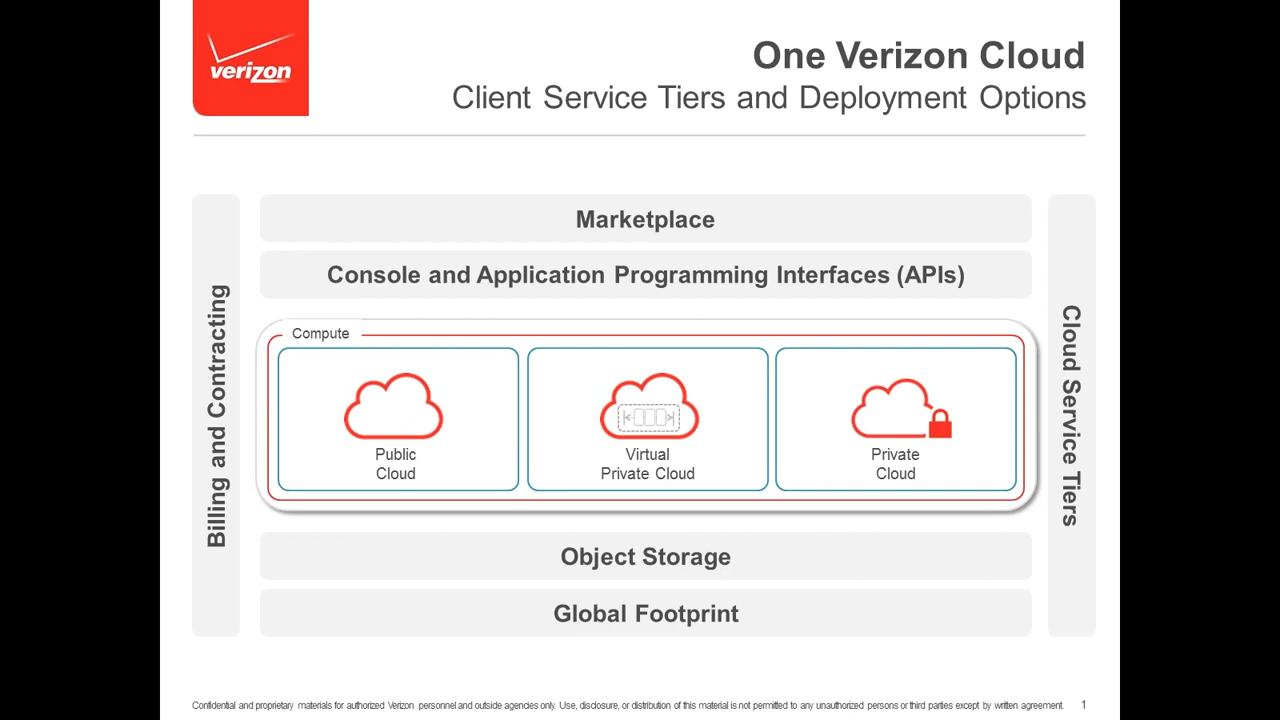 verizon
One Verizon Cloud
Client Service Tiers and Deployment Options
Billing and Contracting
Marketplace
Console and Application Programming Interfaces (APIs)
Compute
Public
Cloud
Virtual
Private Cloud
Private
Cloud
Object Storage
Global Footprint
Cloud Service Tiers
Confidential and proprietary materials for authorized Verizon personnel and outside agencies only. Use, disclosure, or distribution of this material is not permitted to any unauthorized persons or third parties except by written agreement. 1